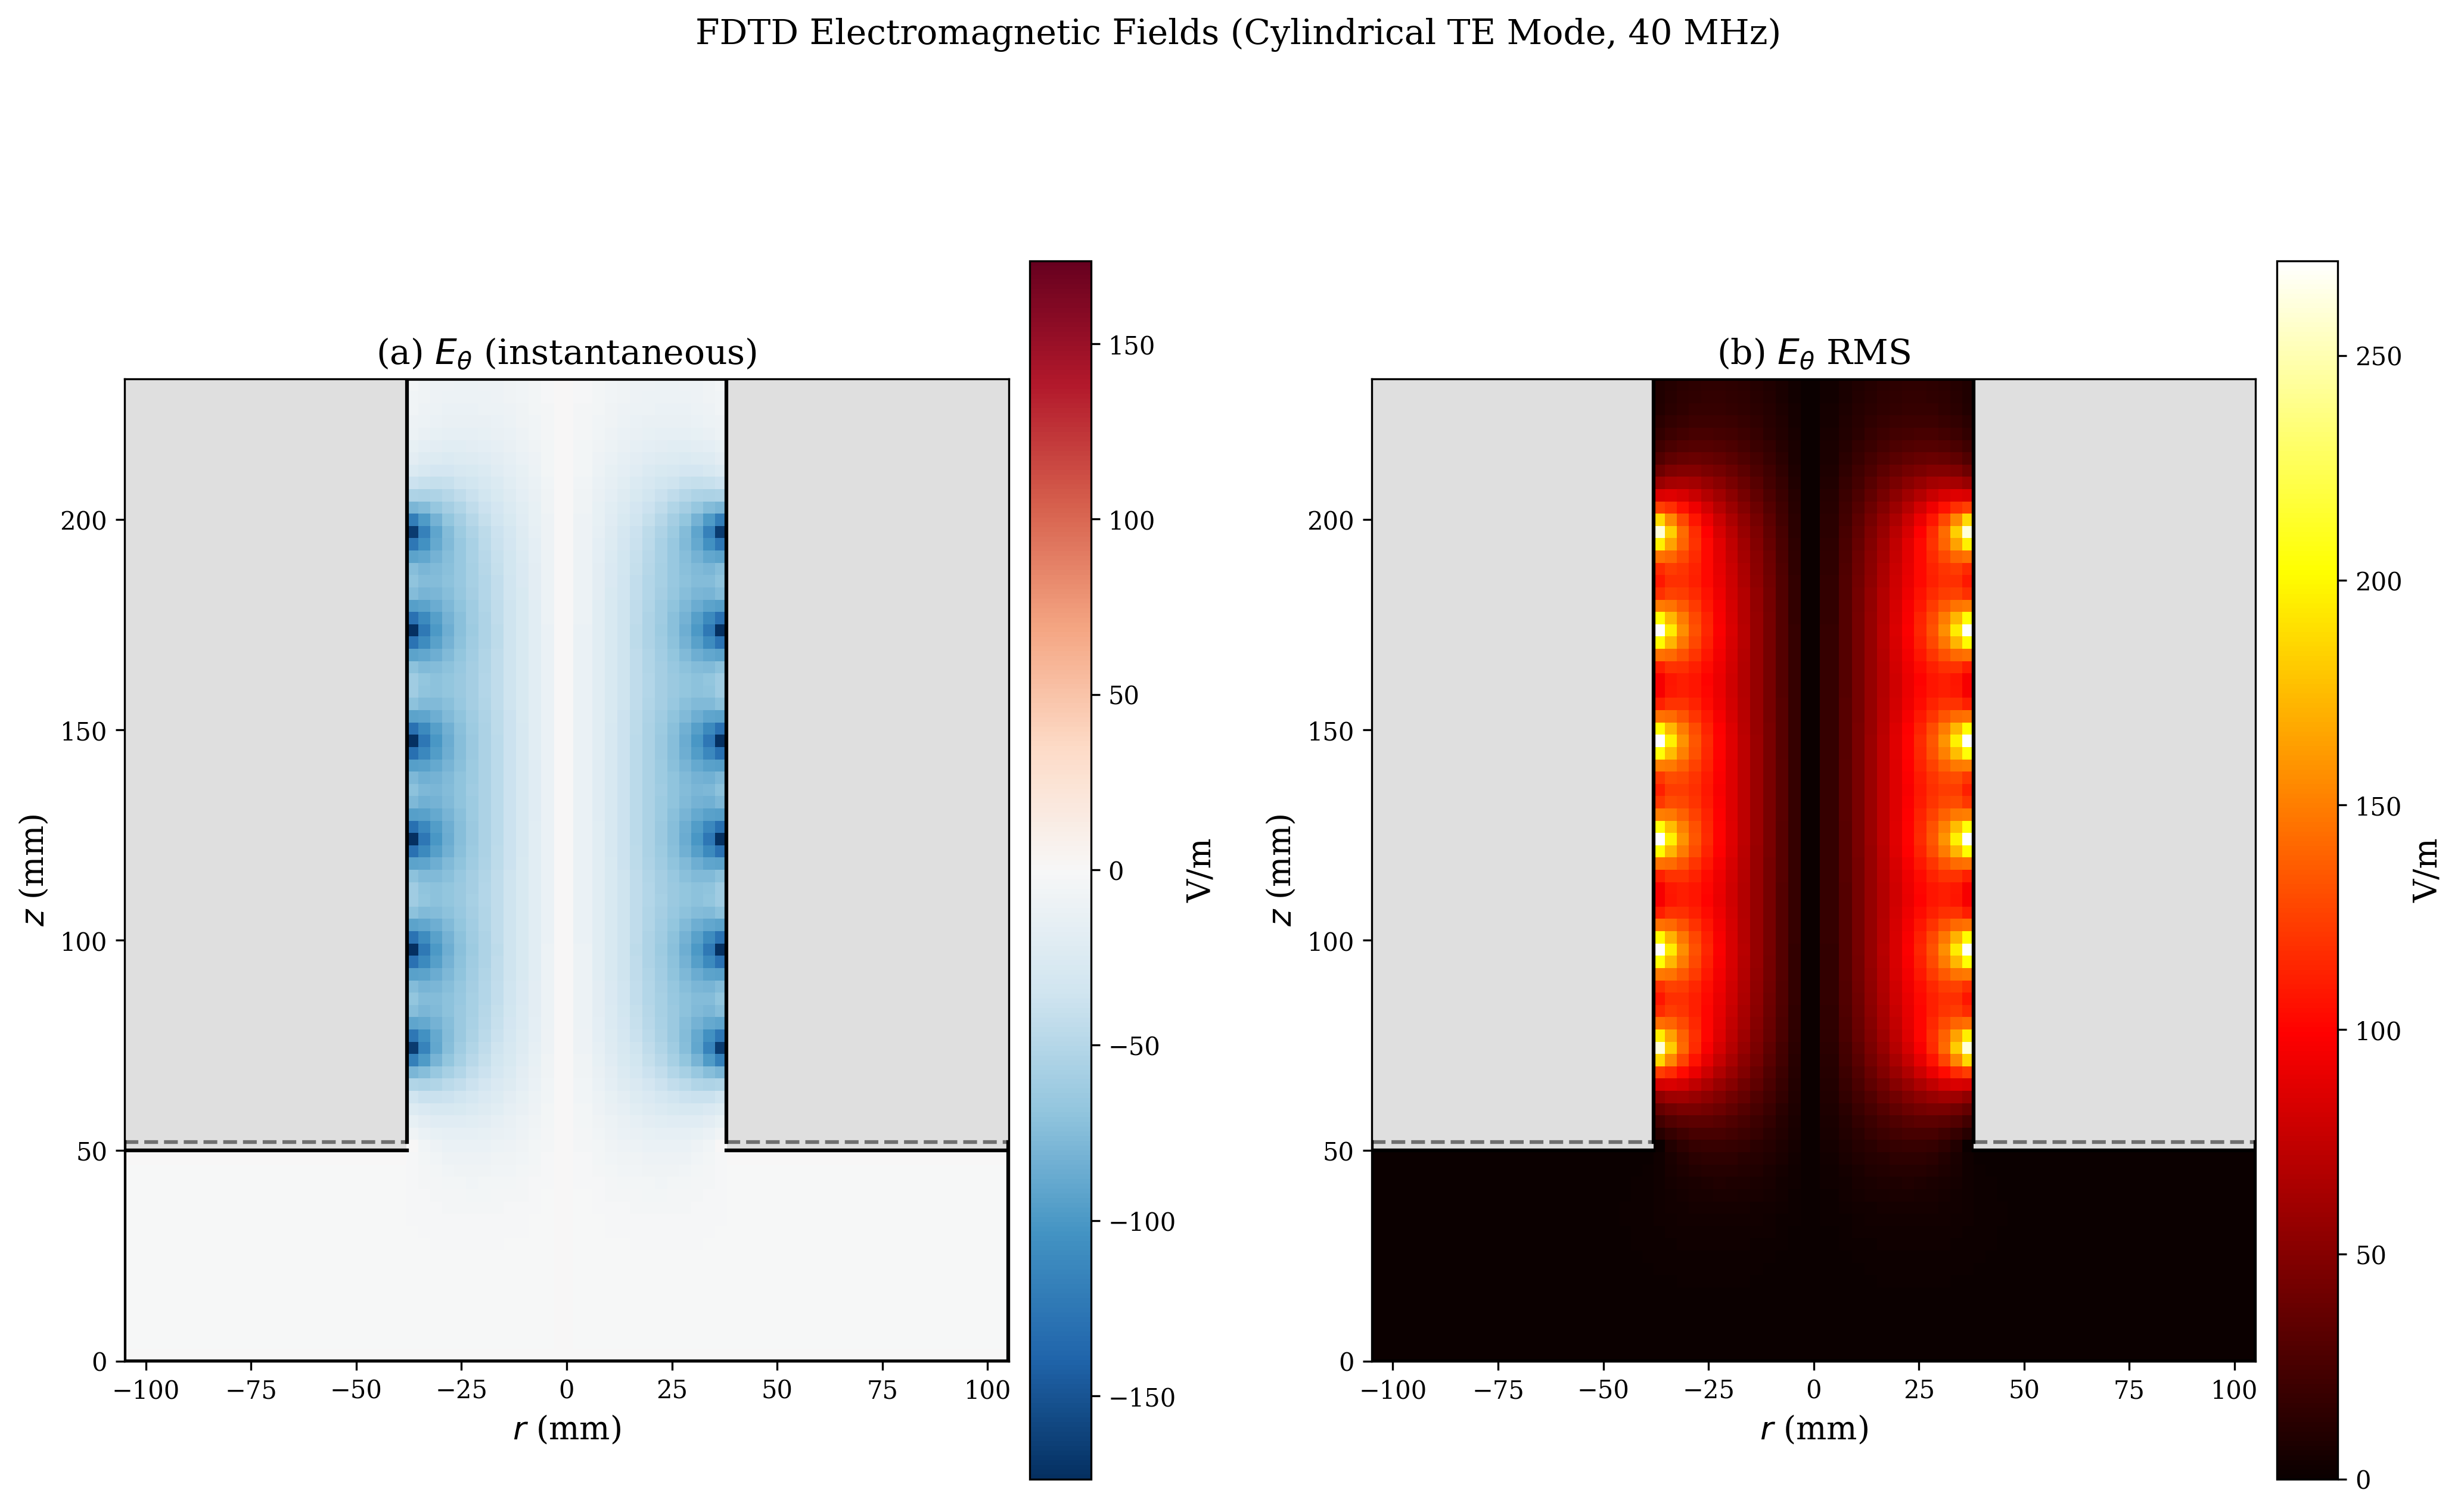 FDTD Electromagnetic Fields (Cylindrical TE Mode, 40 MHz)
(a) E_θ (instantaneous)
z (mm)
200
150
100
50
0
−100 −75 −50 −25 0 25 50 75 100
r (mm)
150
100
50
0
−50
−100
−150
V/m
(b) E_θ RMS
z (mm)
200
150
100
50
0
−100 −75 −50 −25 0 25 50 75 100
r (mm)
250
200
150
100
50
0
V/m